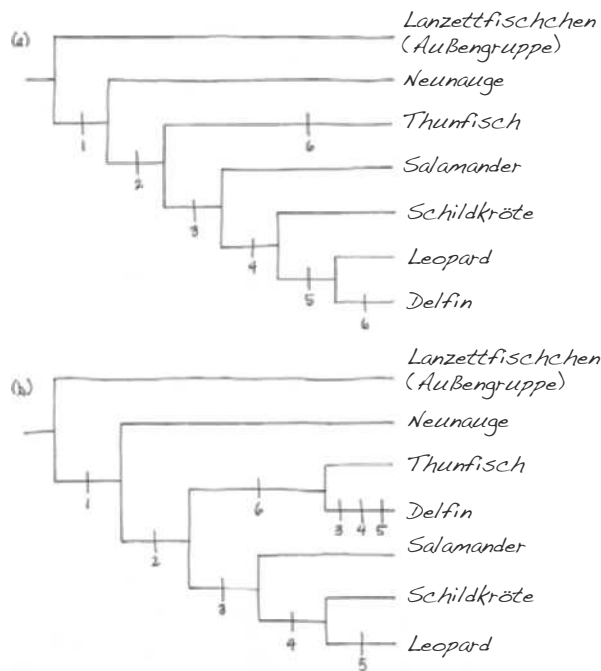 (a)
Lanzettfischchen
(Außengruppe)
Neunauge
1
Thunfisch
6
2
Salamander
3
Schildkröte
4
Leopard
5
Delfin
6
(b)
Lanzettfischchen
(Außengruppe)
Neunauge
1
Thunfisch
6
Delfin
3 4 5
2
Salamander
3
Schildkröte
4
Leopard
5